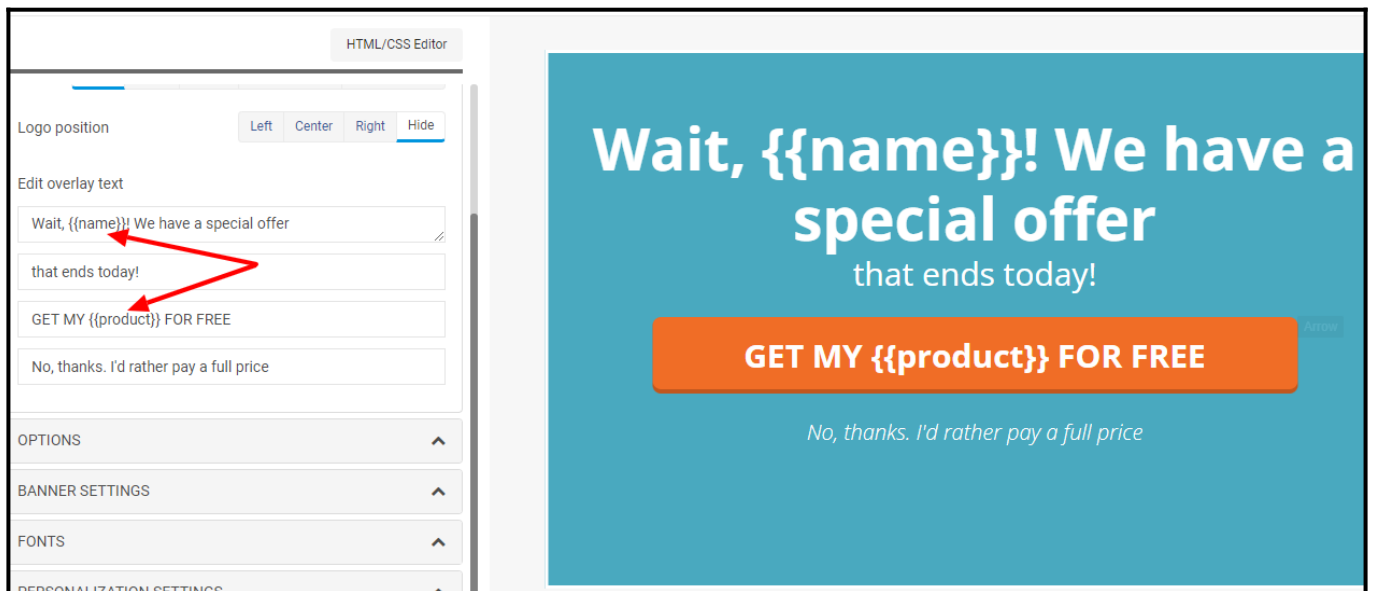 HTML/CSS Editor
Logo position
Left Center Right Hide
Edit overlay text
Wait, {{name}}! We have a special offer
that ends today!
GET MY {{product}} FOR FREE
No, thanks. I'd rather pay a full price
OPTIONS
BANNER SETTINGS
FONTS
PERSONALIZATION SETTINGS
Wait, {{name}}! We have a
special offer
that ends today!
Arrow
GET MY {{product}} FOR FREE
No, thanks. I'd rather pay a full price